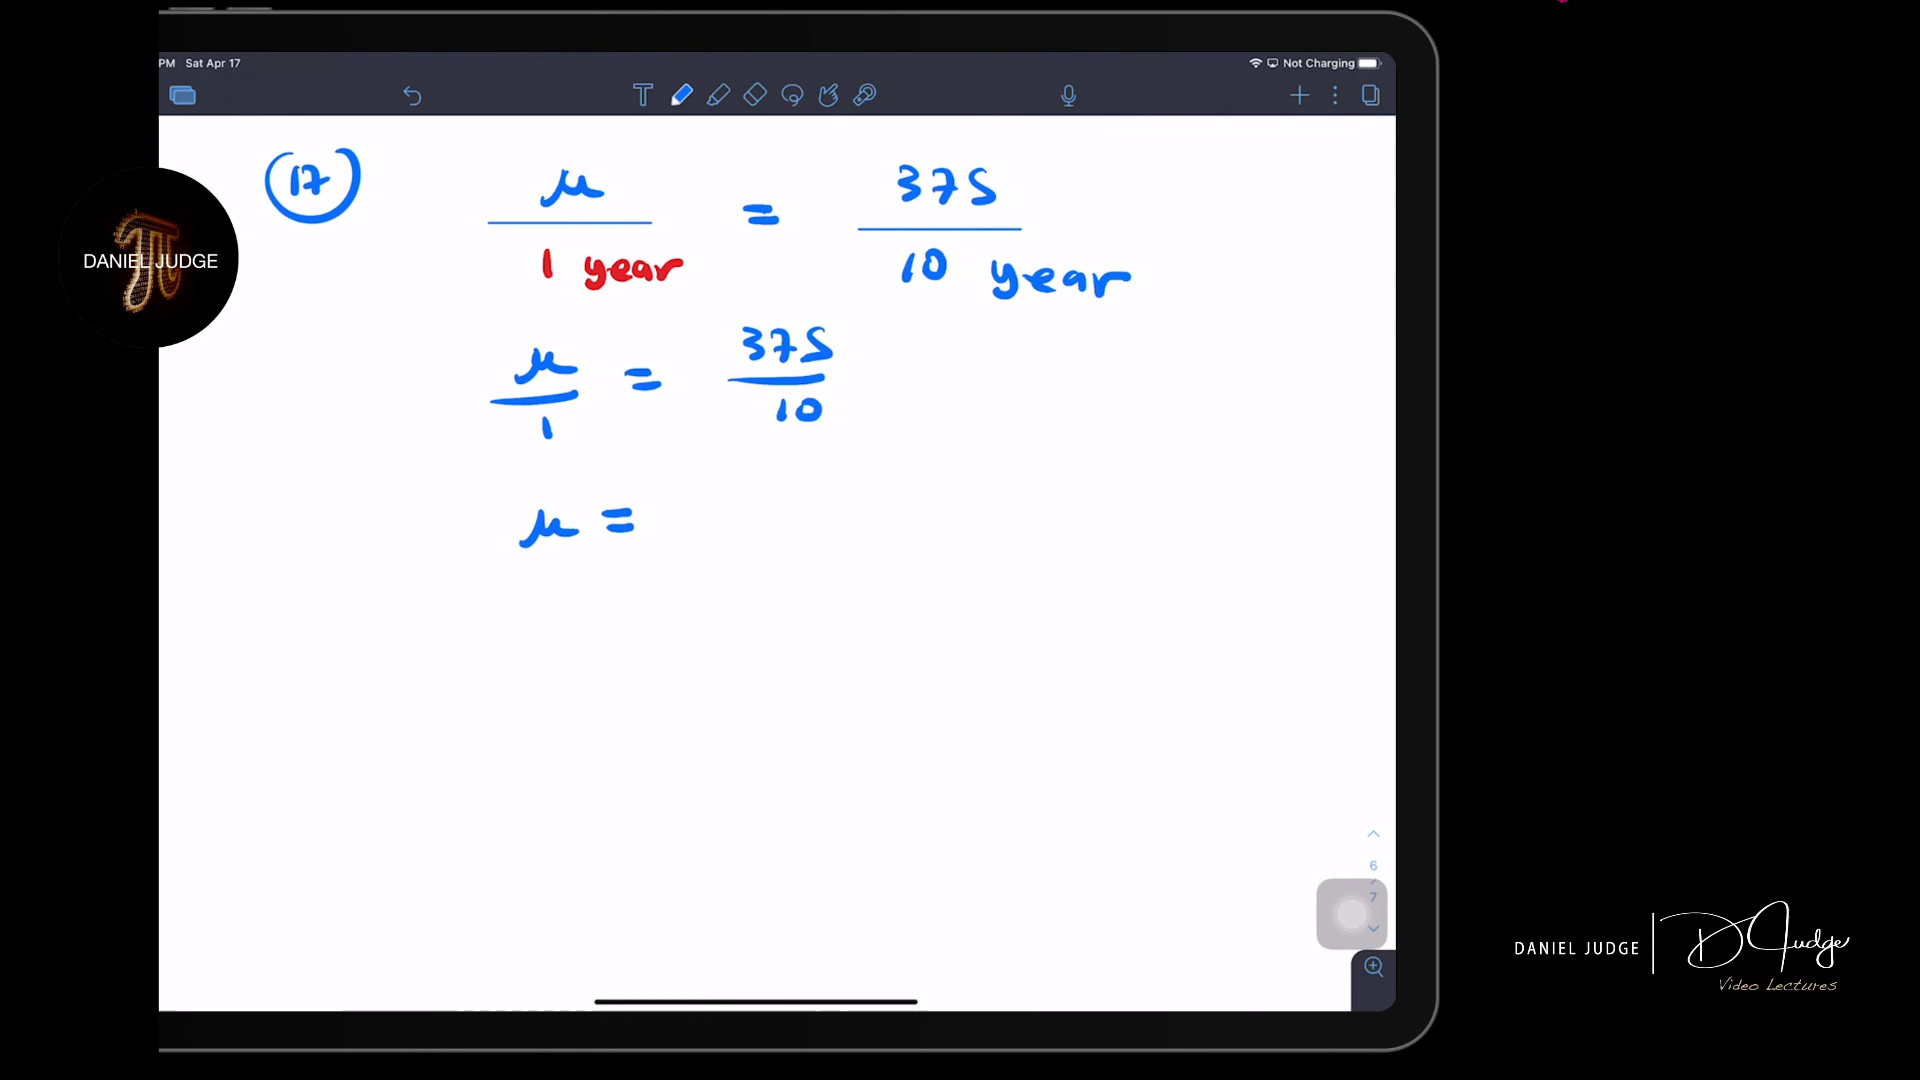 PM Sat Apr 17
Not Charging
17
μ / 1 year = 375 / 10 year
μ / 1 = 375 / 10
μ =
DANIEL JUDGE
6
/
7
DANIEL JUDGE | DJudge
Video Lectures